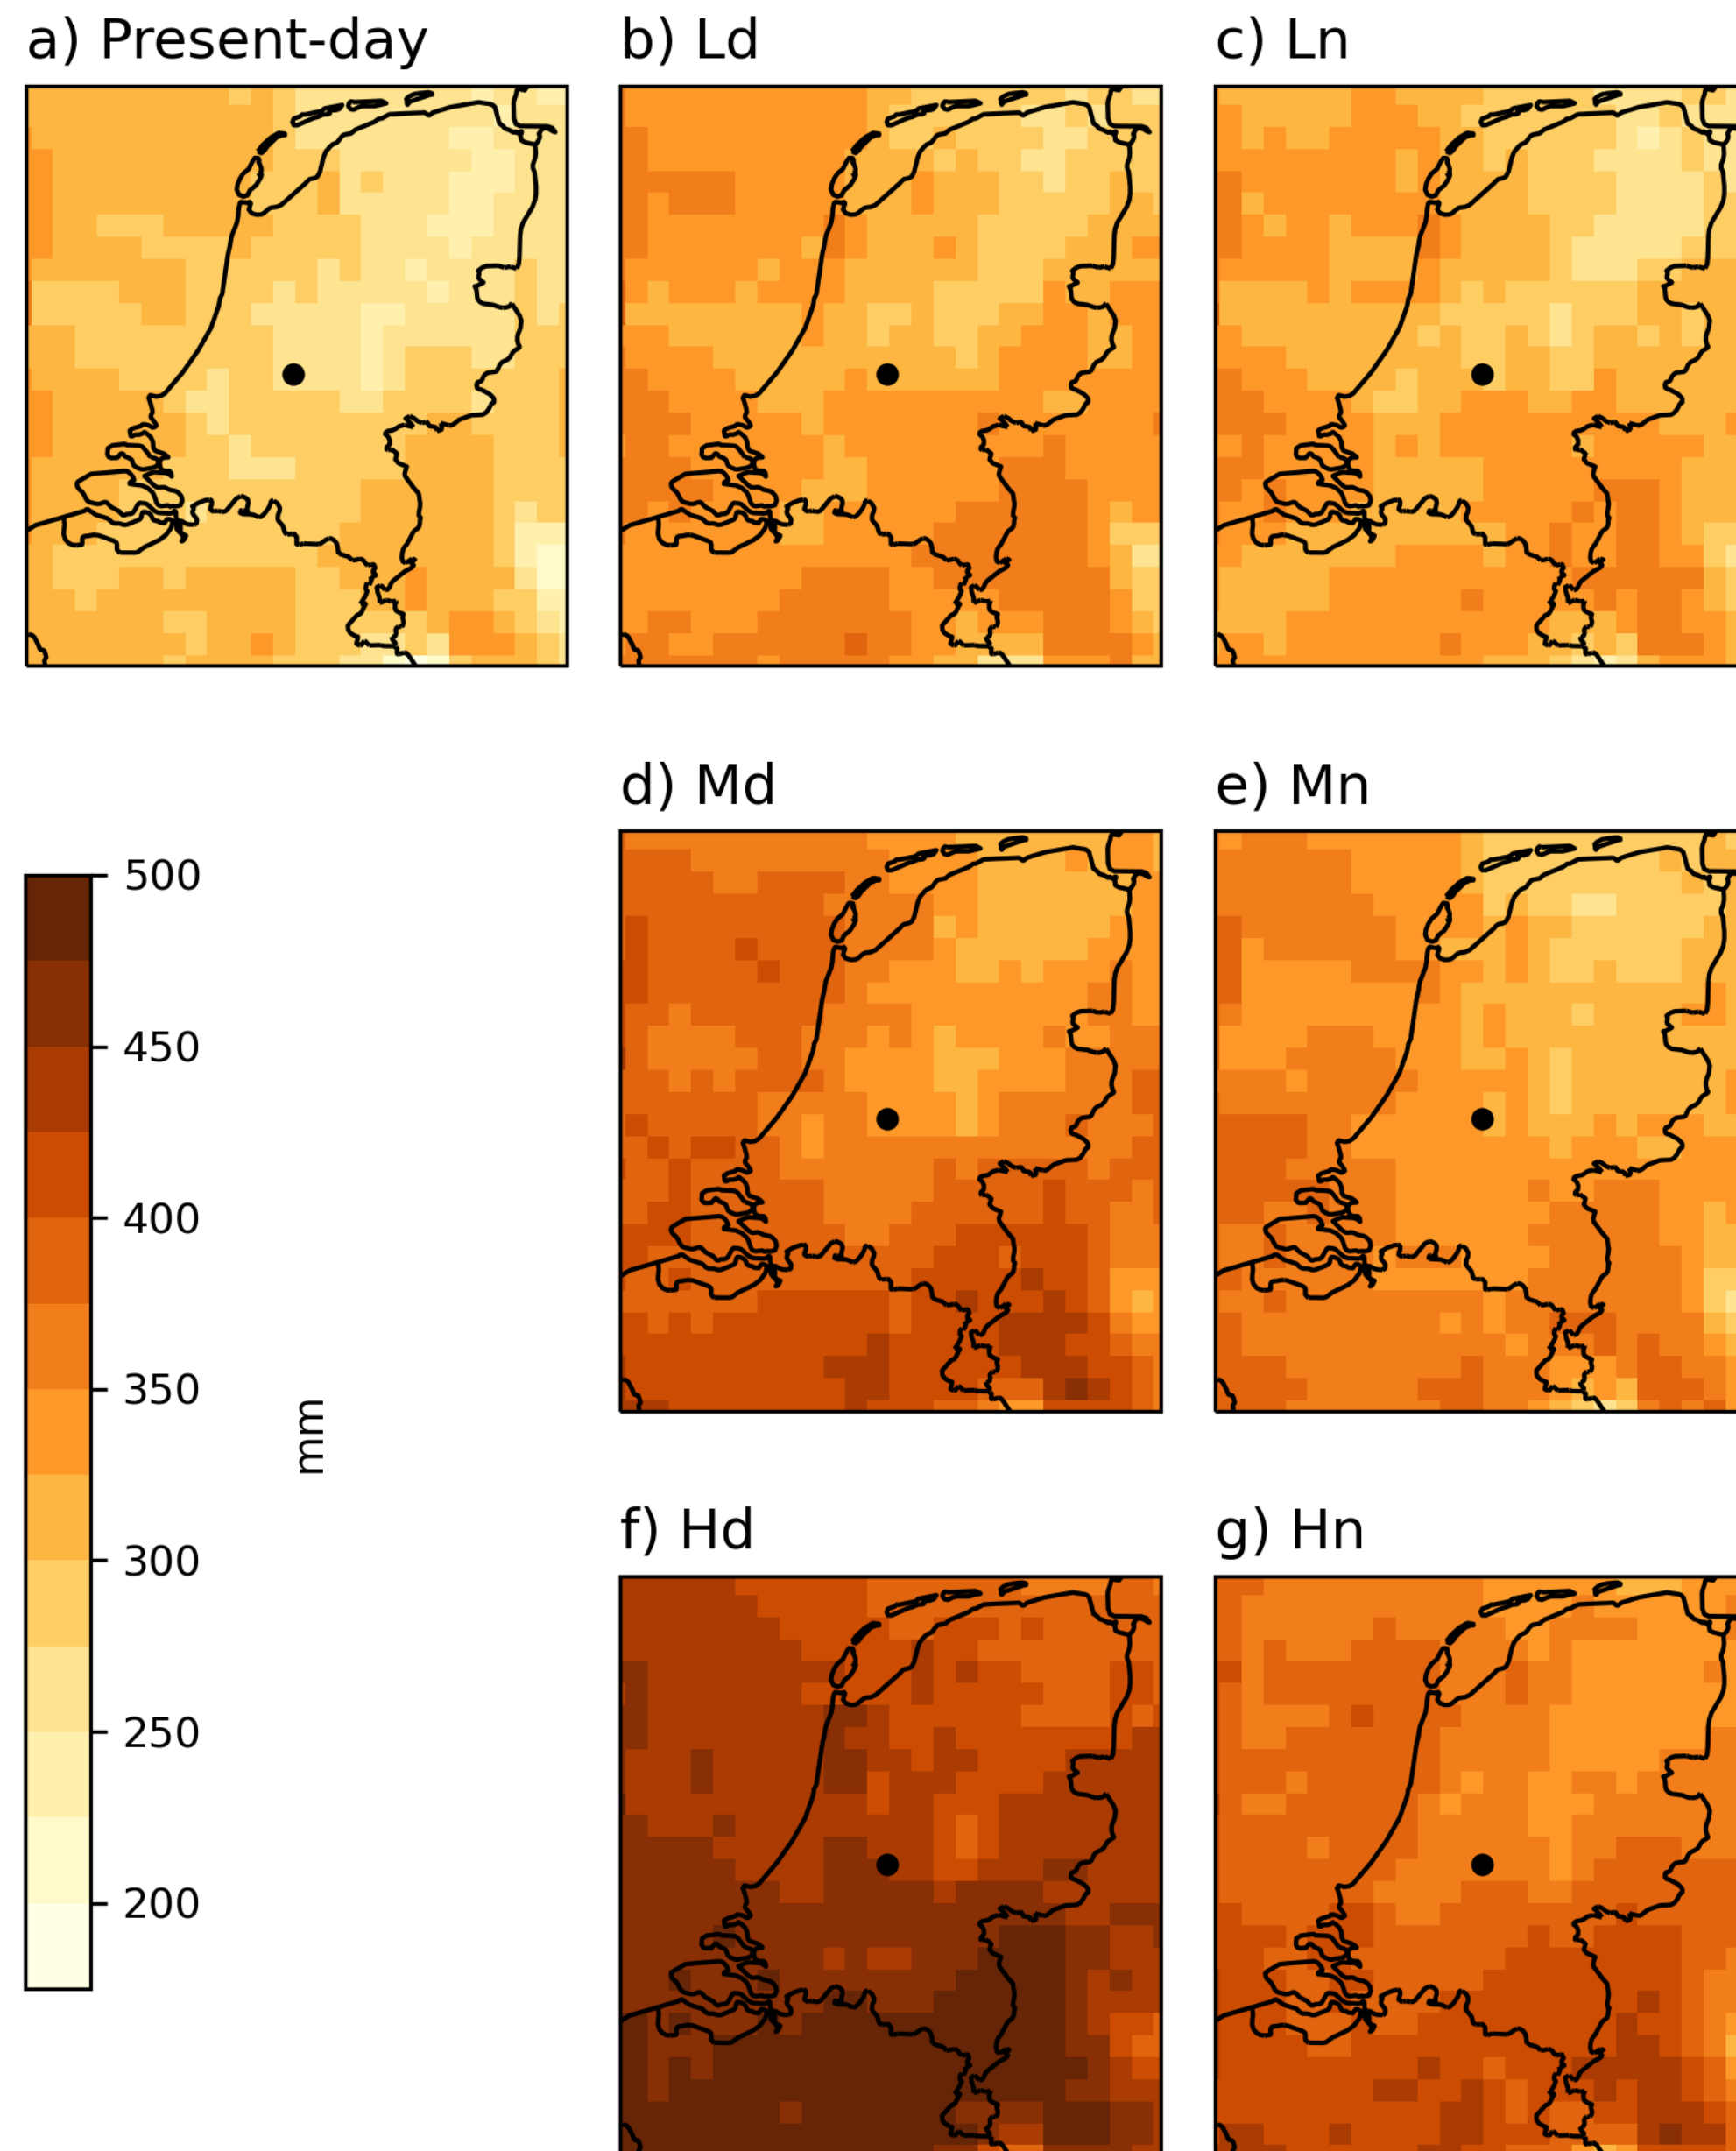 a) Present-day
b) Ld
c) Ln
d) Md
e) Mn
500
450
400
350
300
250
200
mm
f) Hd
g) Hn